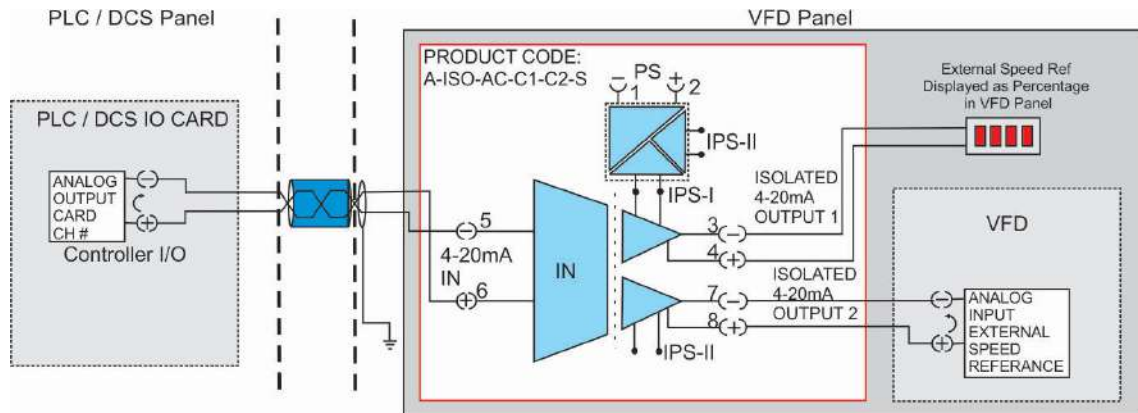 PLC / DCS Panel
VFD Panel
PRODUCT CODE:
A-ISO-AC-C1-C2-S
PS
1
2
IPS-II
External Speed Ref
Displayed as Percentage
in VFD Panel
PLC / DCS IO CARD
ANALOG
OUTPUT
CARD
CH #
Controller I/O
IPS-I
ISOLATED
4-20mA
OUTPUT 1
3
4
5
4-20mA
IN
6
IN
VFD
ISOLATED
4-20mA
OUTPUT 2
7
8
IPS-II
ANALOG
INPUT
EXTERNAL
SPEED
REFERANCE